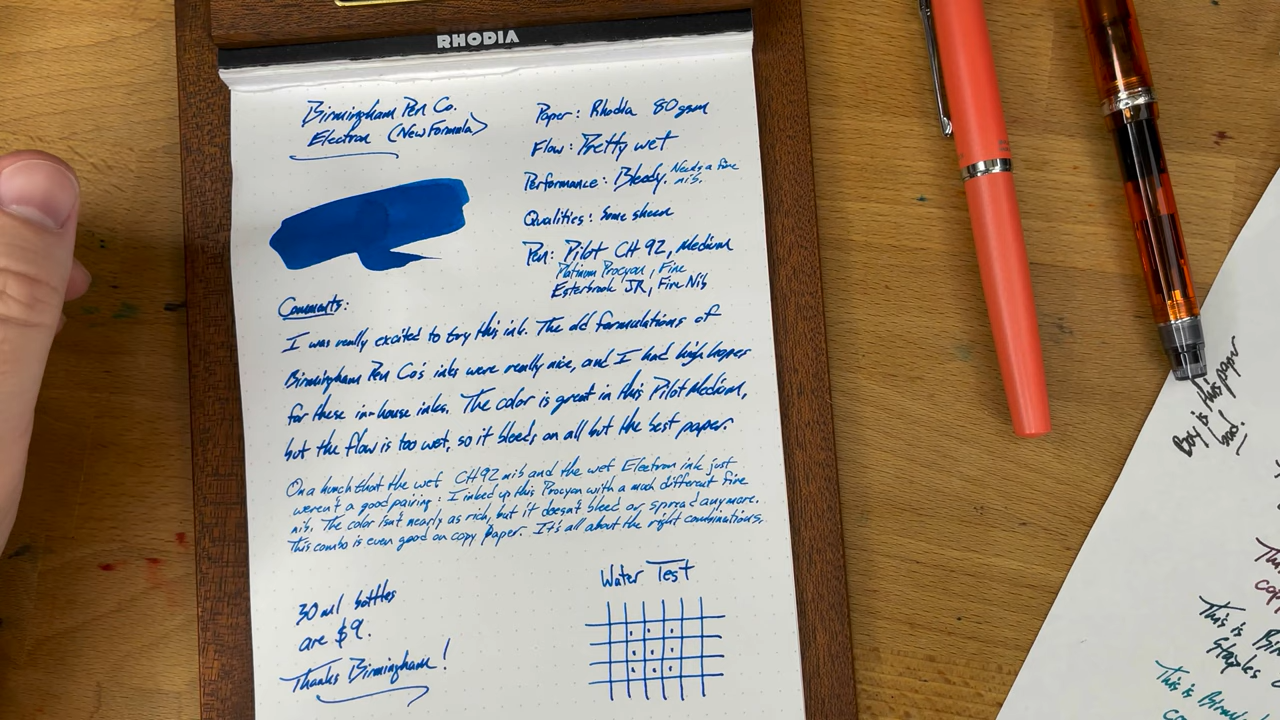 RHODIA
Birmingham Pen Co.
Electron (New Formula)
Paper: Rhodia 80gsm
Flow: Pretty wet
Performance: Bleedy. Needs a fine
nib.
Qualities: Some sheen
Pen: Pilot CH 92, Medium
Platinum Procyon, Fine
Esterbrook JR, Fine Nib
Comments:
I was really excited to try this ink. The old formulations of
Birmingham Pen Co's inks were really nice, and I had high hopes
for these in-house inks. The color is great in this Pilot Medium,
but the flow is too wet, so it bleeds on all but the best paper.
On a hunch that the wet CH92 nib and the wet Electron ink just
weren't a good pairing, I inked up this Procyon with a much different fine
nib. The color isn't nearly as rich, but it doesn't bleed or spread anymore.
This combo is even good on copy paper. It's all about the right combinations.
30 ml bottles
are $9.
Thanks Birmingham!
Water Test
Boy is this paper
bad!
This
cop
This is Bir
Staples c
This is Birm
co